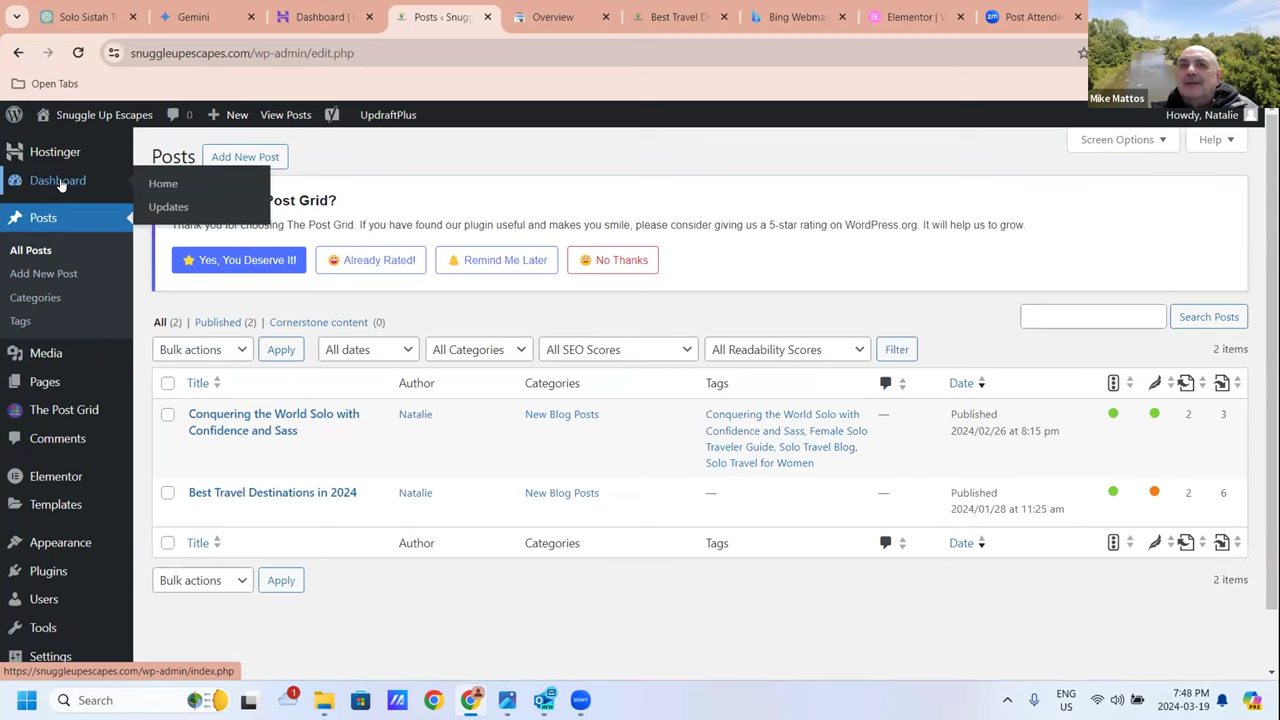 Solo Sistah T
Gemini
Dashboard |
Posts ‹ Snugg
Overview
Best Travel D
Bing Webma
Elementor | W
Post Attende
snuggleupescapes.com/wp-admin/edit.php
Open Tabs
Mike Mattos
Snuggle Up Escapes
0
New
View Posts
UpdraftPlus
Howdy, Natalie
Hostinger
Dashboard
Home
Updates
Posts
All Posts
Add New Post
Categories
Tags
Media
Pages
The Post Grid
Comments
Elementor
Templates
Appearance
Plugins
Users
Tools
Settings
Posts
Add New Post
Screen Options
Help
Post Grid?
Thank you for choosing The Post Grid. If you have found our plugin useful and makes you smile, please consider giving us a 5-star rating on WordPress.org. It will help us to grow.
Yes, You Deserve It!
Already Rated!
Remind Me Later
No Thanks
All (2) | Published (2) | Cornerstone content (0)
Search Posts
Bulk actions
Apply
All dates
All Categories
All SEO Scores
All Readability Scores
Filter
2 items
Title
Author
Categories
Tags
Date
Conquering the World Solo with
Confidence and Sass
Natalie
New Blog Posts
Conquering the World Solo with
Confidence and Sass, Female Solo
Traveler Guide, Solo Travel Blog,
Solo Travel for Women
—
Published
2024/02/26 at 8:15 pm
2
3
Best Travel Destinations in 2024
Natalie
New Blog Posts
—
—
Published
2024/01/28 at 11:25 am
2
6
Title
Author
Categories
Tags
Date
Bulk actions
Apply
2 items
https://snuggleupescapes.com/wp-admin/index.php
Search
1
ENG
US
7:48 PM
2024-03-19